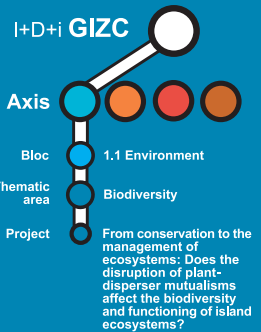 I+D+i GIZC
Axis
Bloc 1.1 Environment
Thematic
area
Biodiversity
Project
From conservation to the
management of
ecosystems: Does the
disruption of plant-
disperser mutualisms
affect the biodiversity
and functioning of island
ecosystems?